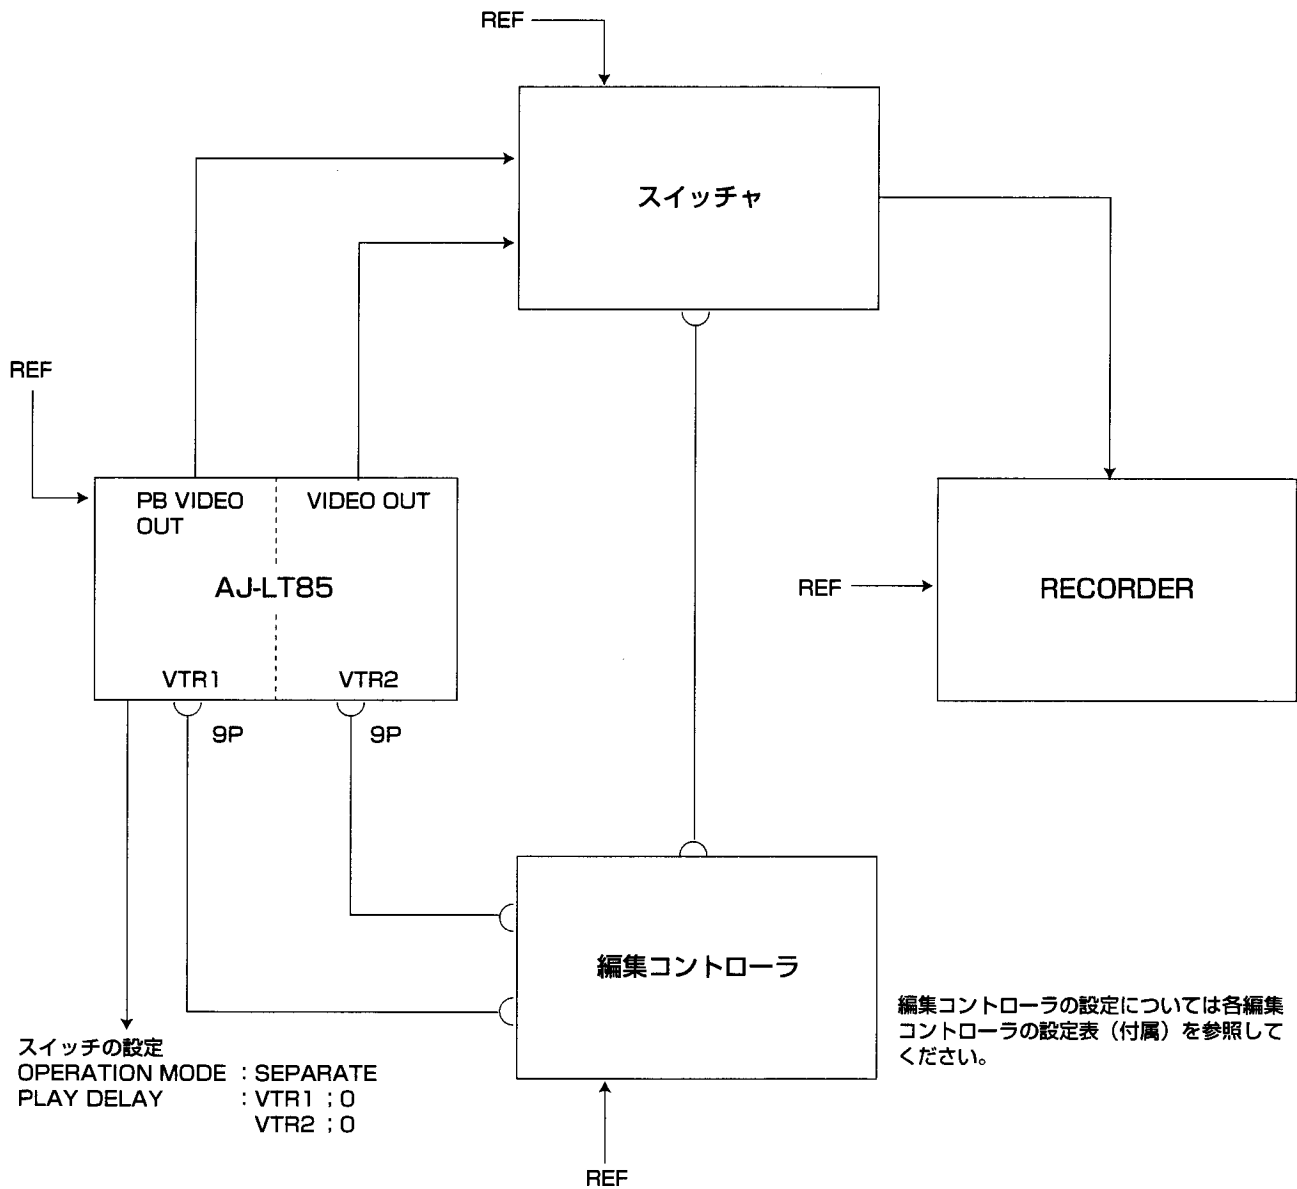 REF
スイッチャ
REF
PB VIDEO
OUT
VIDEO OUT
AJ-LT85
VTR1
VTR2
9P
9P
REF
RECORDER
編集コントローラ
編集コントローラの設定については各編集
コントローラの設定表（付属）を参照して
ください。
スイッチの設定
OPERATION MODE : SEPARATE
PLAY DELAY : VTR1 ; 0
VTR2 ; 0
REF